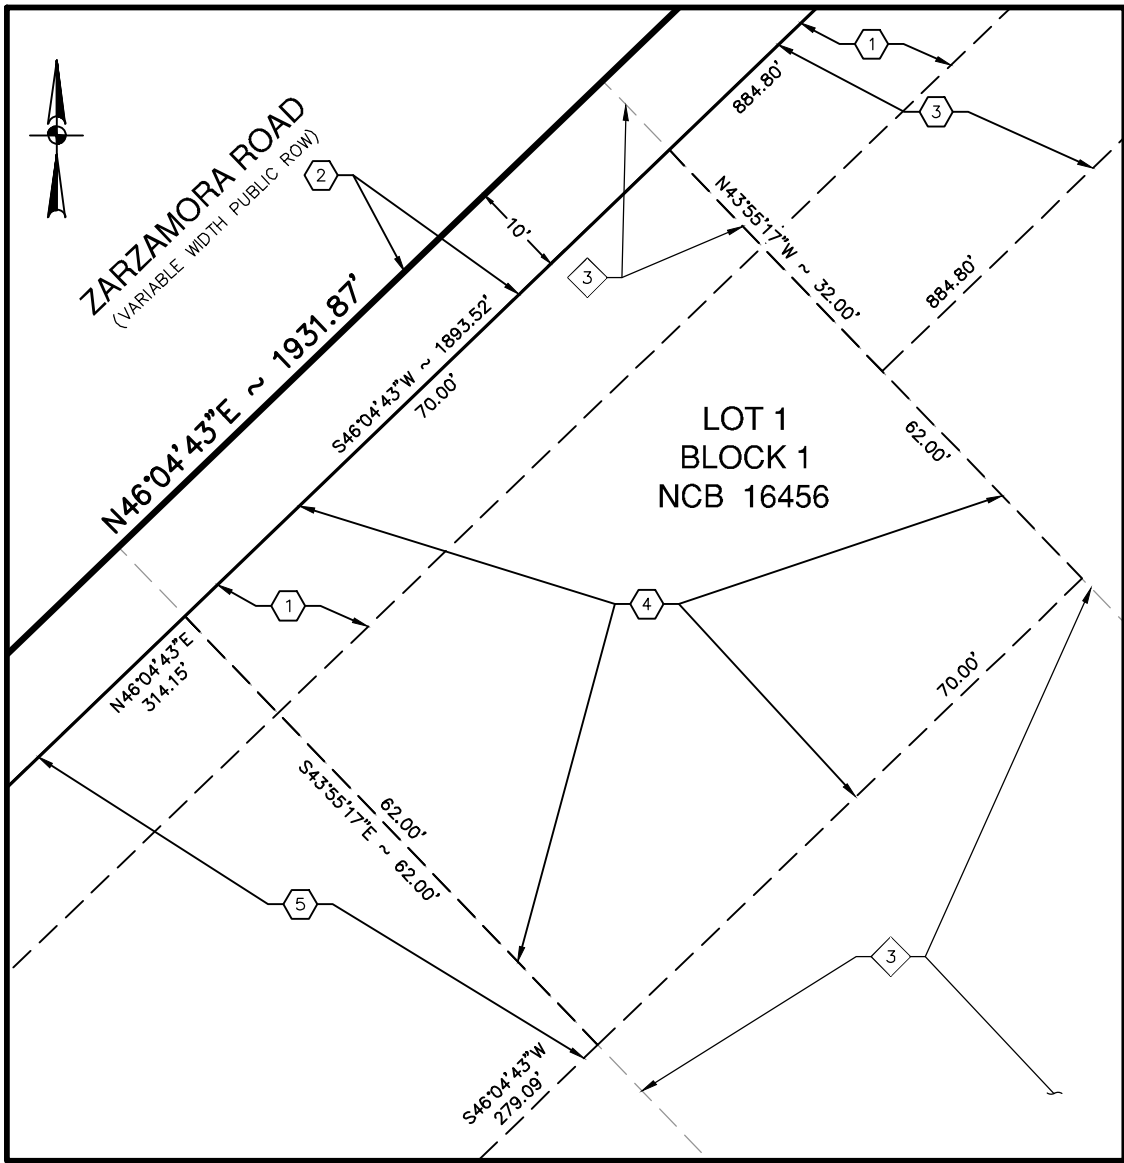 1
884.80'
3
ZARZAMORA ROAD
(VARIABLE WIDTH PUBLIC ROW)
2
10'
N43°55'17"W ~ 32.00'
3
884.80'
N46°04'43"E ~ 1931.87'
S46°04'43"W ~ 1893.52'
70.00'
LOT 1
BLOCK 1
NCB 16456
62.00'
1
4
N46°04'43"E
314.15'
70.00'
62.00'
S43°55'17"E ~ 62.00'
5
3
S46°04'43"W
279.09'